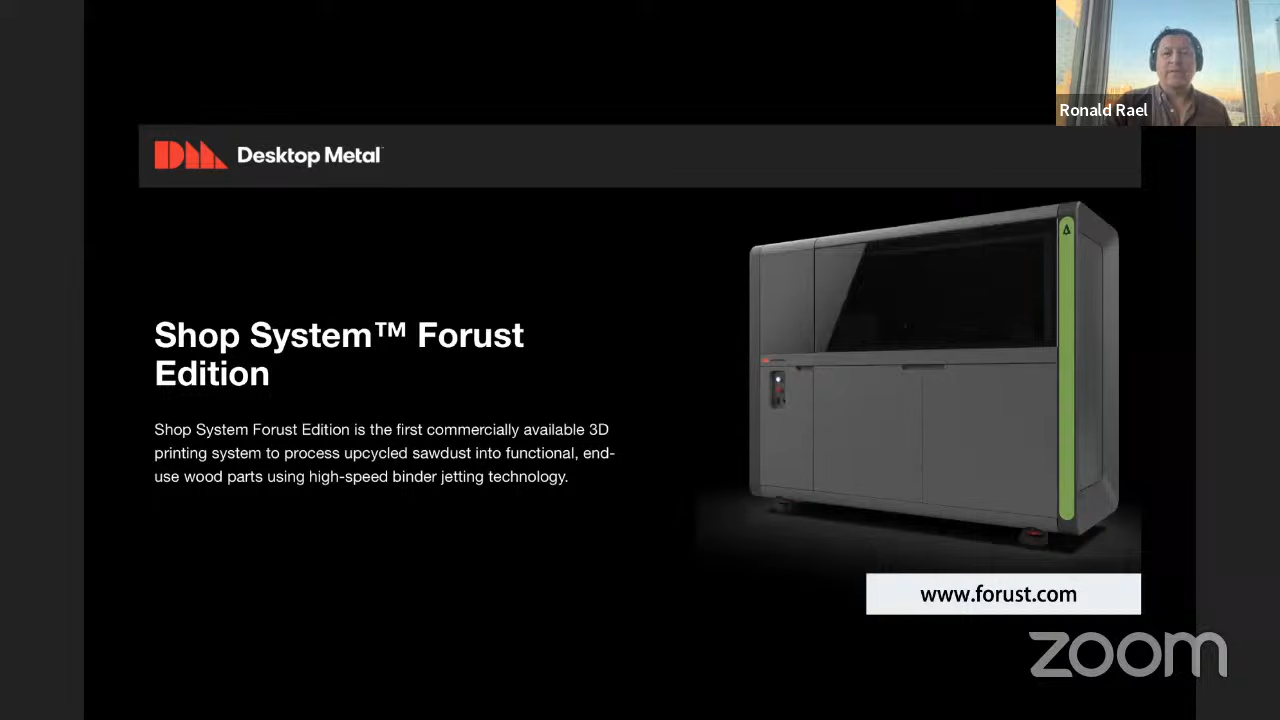 Ronald Rael
Desktop Metal
Shop System™ Forust
Edition
Shop System Forust Edition is the first commercially available 3D
printing system to process upcycled sawdust into functional, end-
use wood parts using high-speed binder jetting technology.
www.forust.com
zoom